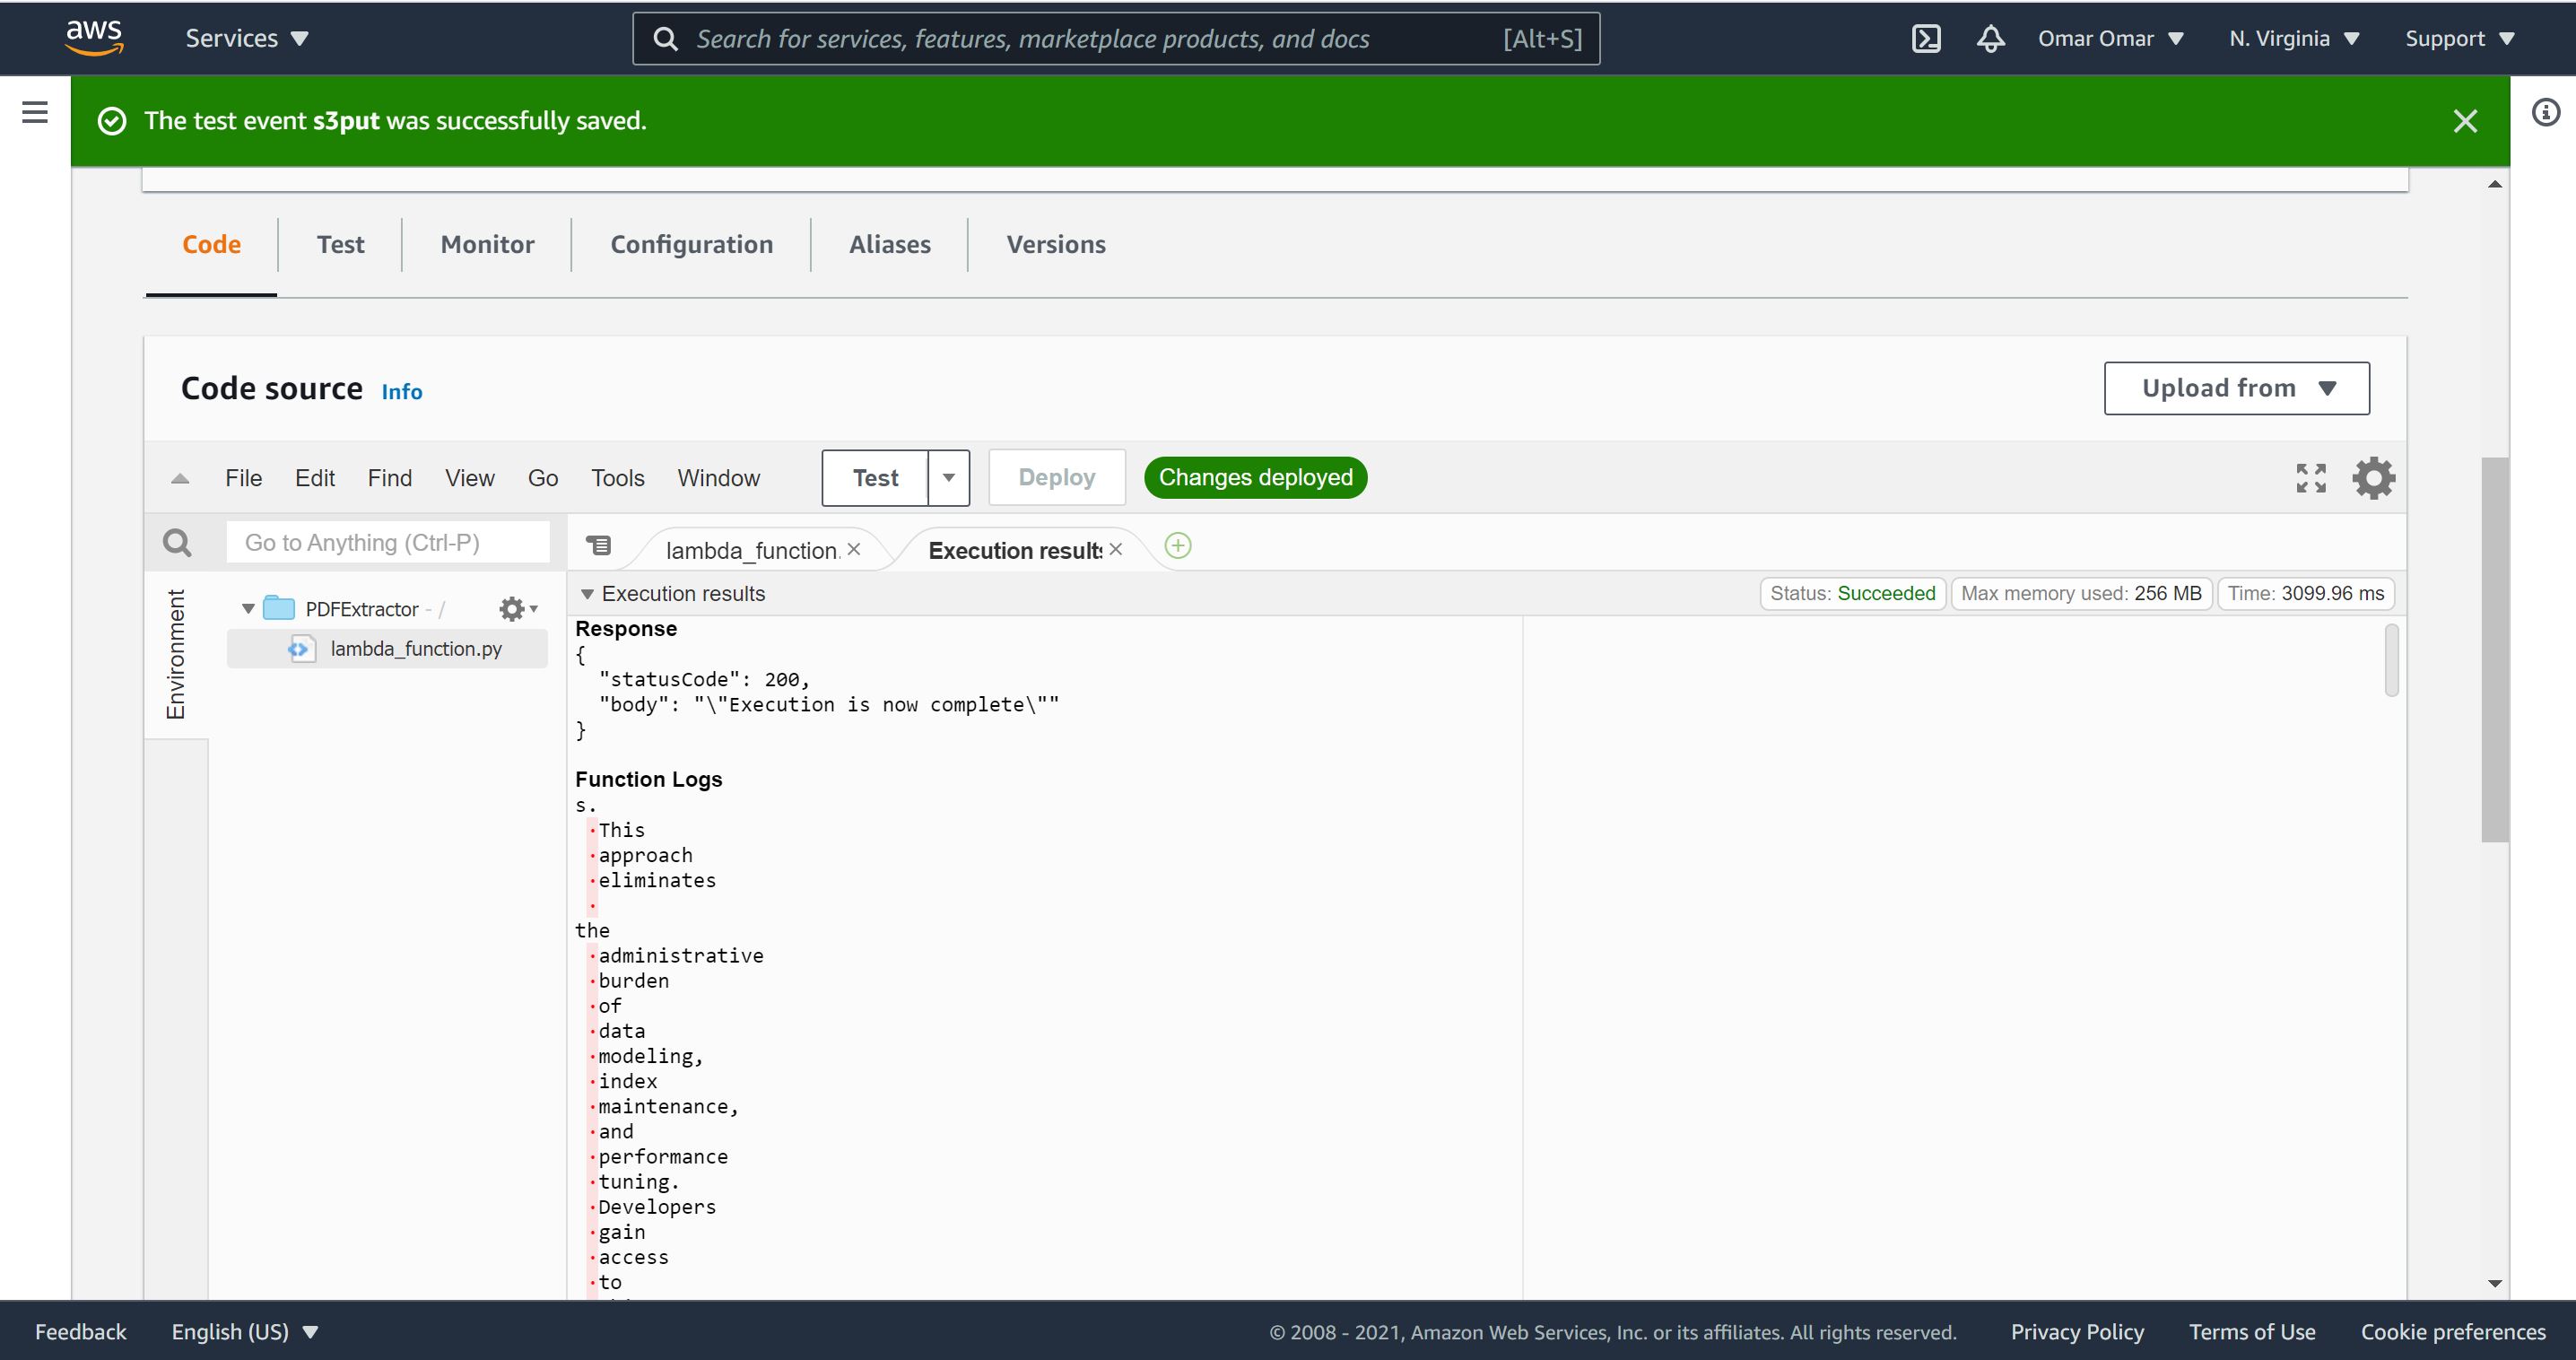 aws Services Search for services, features, marketplace products, and docs [Alt+S] Omar Omar N. Virginia Support
The test event s3put was successfully saved.
Code Test Monitor Configuration Aliases Versions
Code source Info Upload from
File Edit Find View Go Tools Window Test Deploy Changes deployed
Go to Anything (Ctrl-P) lambda_function. Execution results
Execution results Status: Succeeded Max memory used: 256 MB Time: 3099.96 ms
Environment
PDFExtractor - /
lambda_function.py
Response
{
"statusCode": 200,
"body": "\"Execution is now complete\""
}
Function Logs
s.
·This
·approach
·eliminates
·
the
·administrative
·burden
·of
·data
·modeling,
·index
·maintenance,
·and
·performance
·tuning.
·Developers
·gain
·access
·to
Feedback English (US) © 2008 - 2021, Amazon Web Services, Inc. or its affiliates. All rights reserved. Privacy Policy Terms of Use Cookie preferences